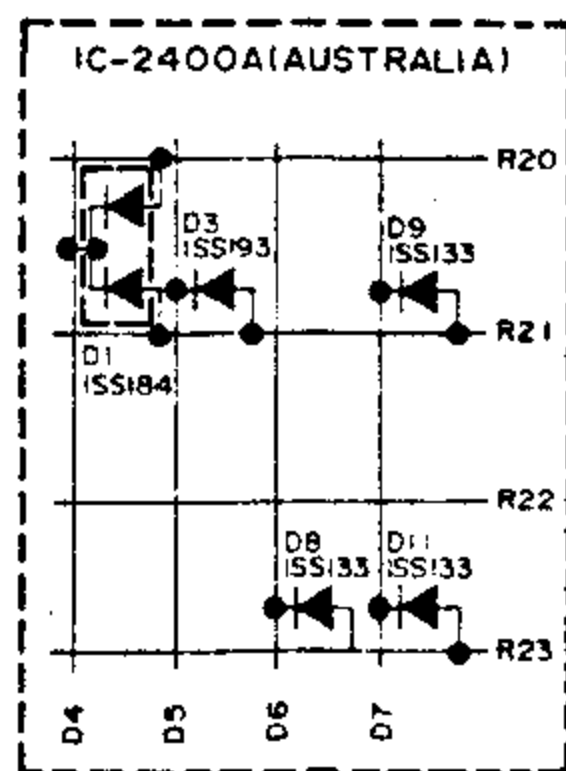 IC-2400A(AUSTRALIA)
R20
D3
1SS193
D9
1SS133
R21
D1
1SS184
R22
D8
1SS133
D11
1SS133
R23
D4
D5
D6
D7